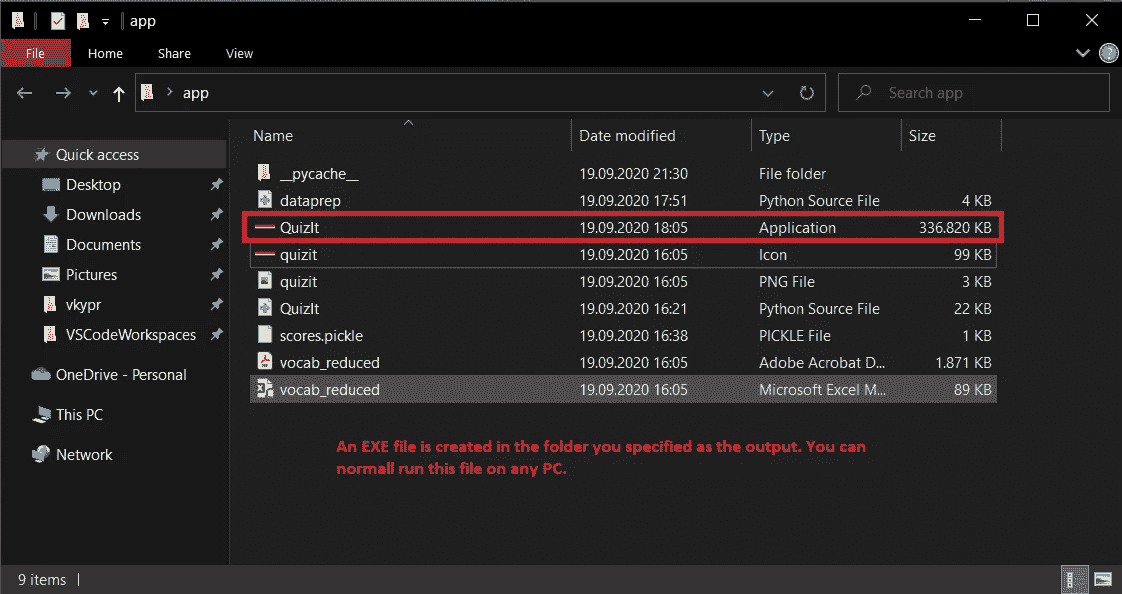 app
File Home Share View
app Search app
Name Date modified Type Size
Quick access
Desktop
Downloads
Documents
Pictures
vkypr
VSCodeWorkspaces
OneDrive - Personal
This PC
Network
__pycache__ 19.09.2020 21:30 File folder
dataprep 19.09.2020 17:51 Python Source File 4 KB
QuizIt 19.09.2020 18:05 Application 336.820 KB
quizit 19.09.2020 16:05 Icon 99 KB
quizit 19.09.2020 16:05 PNG File 3 KB
QuizIt 19.09.2020 16:21 Python Source File 22 KB
scores.pickle 19.09.2020 16:38 PICKLE File 1 KB
vocab_reduced 19.09.2020 16:05 Adobe Acrobat D... 1.871 KB
vocab_reduced 19.09.2020 16:05 Microsoft Excel M... 89 KB
An EXE file is created in the folder you specified as the output. You can
normall run this file on any PC.
9 items